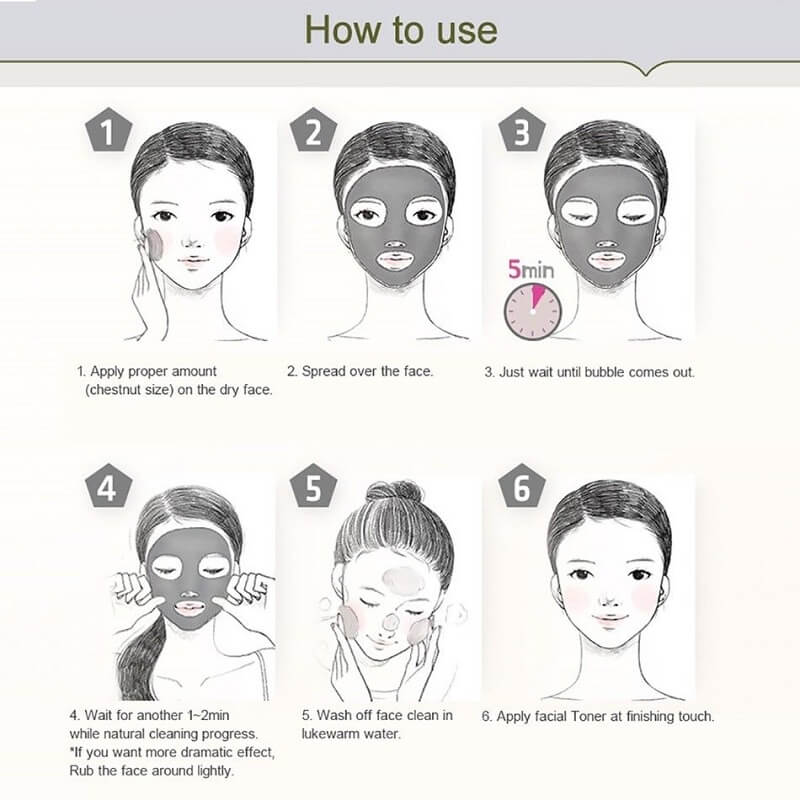 How to use
1
2
3
5min
1. Apply proper amount
(chestnut size) on the dry face.
2. Spread over the face.
3. Just wait until bubble comes out.
4
5
6
4. Wait for another 1~2min
while natural cleaning progress.
*If you want more dramatic effect,
Rub the face around lightly.
5. Wash off face clean in
lukewarm water.
6. Apply facial Toner at finishing touch.